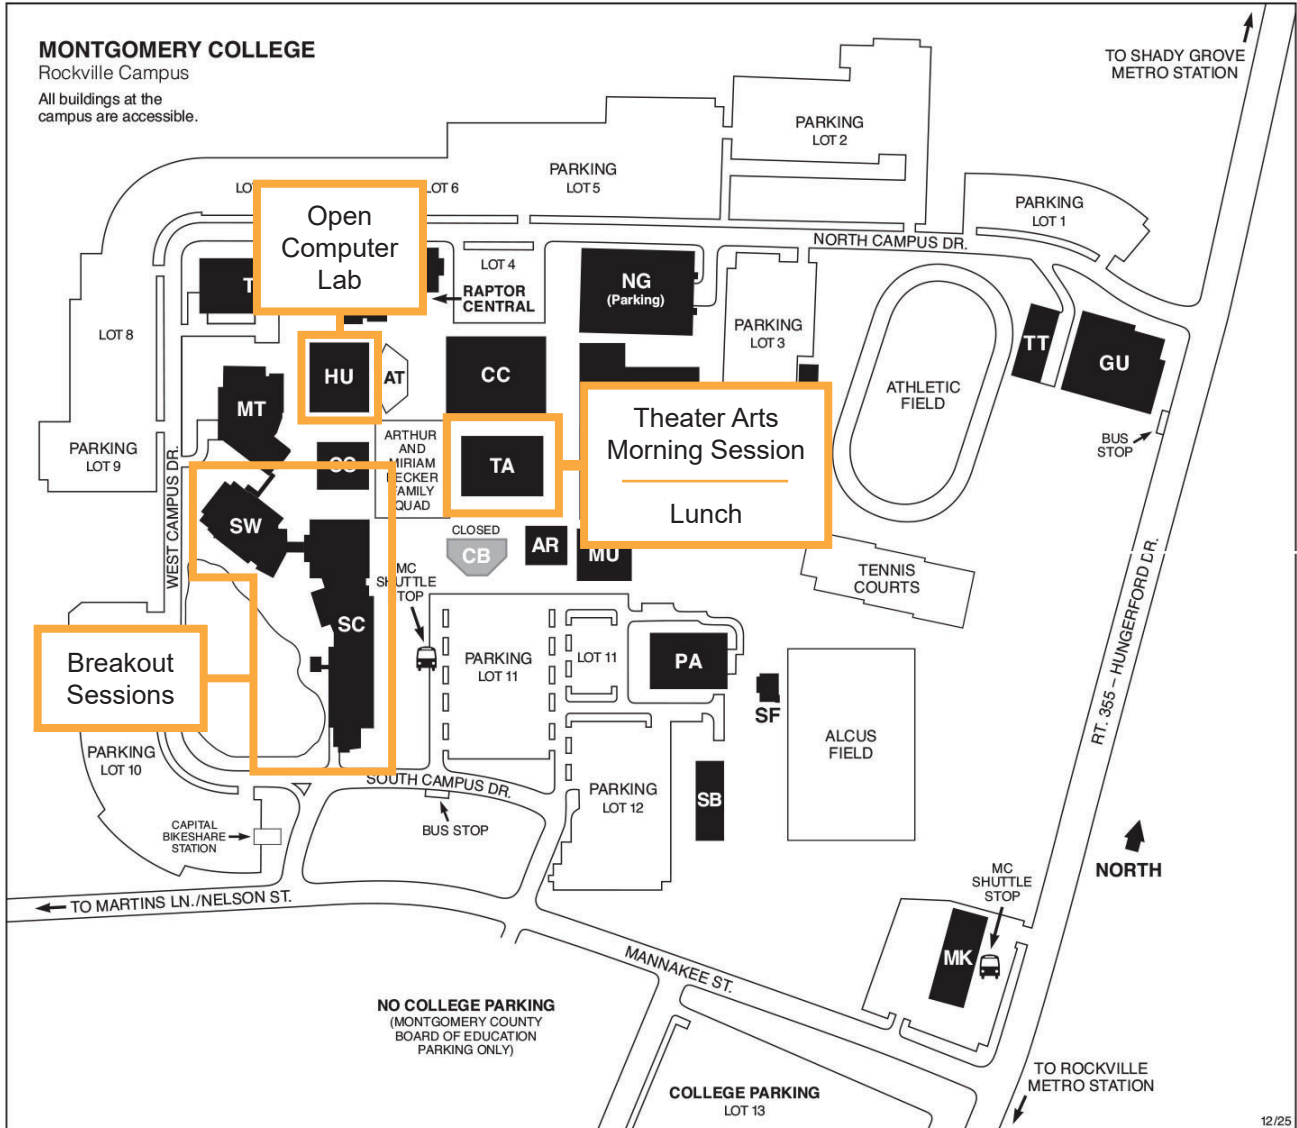 MONTGOMERY COLLEGE
Rockville Campus
All buildings at the
campus are accessible.
TO SHADY GROVE
METRO STATION
PARKING
LOT 2
PARKING
LOT 5
LOT 6
PARKING
LOT 1
NORTH CAMPUS DR.
Open
Computer
Lab
LOT 4
RAPTOR
CENTRAL
NG
(Parking)
PARKING
LOT 3
LOT 8
HU
AT
CC
TT
GU
MT
ATHLETIC
FIELD
BUS
STOP
PARKING
LOT 9
WEST CAMPUS DR.
ARTHUR
AND
MIRIAM
BECKER
FAMILY
QUAD
TA
Theater Arts
Morning Session
Lunch
SW
CLOSED
CB
AR
MU
MC
SHUTTLE
STOP
TENNIS
COURTS
RT. 355 – HUNGERFORD DR.
SC
Breakout
Sessions
PARKING
LOT 11
LOT 11
PA
SF
ALCUS
FIELD
PARKING
LOT 10
SOUTH CAMPUS DR.
PARKING
LOT 12
SB
CAPITAL
BIKESHARE
STATION
BUS STOP
NORTH
MC
SHUTTLE
STOP
TO MARTINS LN./NELSON ST.
MANNAKEE ST.
MK
NO COLLEGE PARKING
(MONTGOMERY COUNTY
BOARD OF EDUCATION
PARKING ONLY)
TO ROCKVILLE
METRO STATION
COLLEGE PARKING
LOT 13
12/25